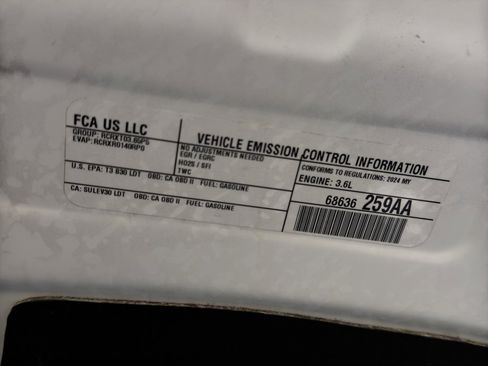 FCA US LLC
GROUP: RCRXT03.65P5
EVAP: RCRXR0140RP0
VEHICLE EMISSION CONTROL INFORMATION
NO ADJUSTMENTS NEEDED
EGR / EGRC
HO2S / SFI
TWC
CONFORMS TO REGULATIONS: 2024 MY
ENGINE: 3.6L
U.S. EPA: T3 B30 LDT OBD: CA OBD II FUEL: GASOLINE
CA: SULEV30 LDT OBD: CA OBD II FUEL: GASOLINE
68636 259AA